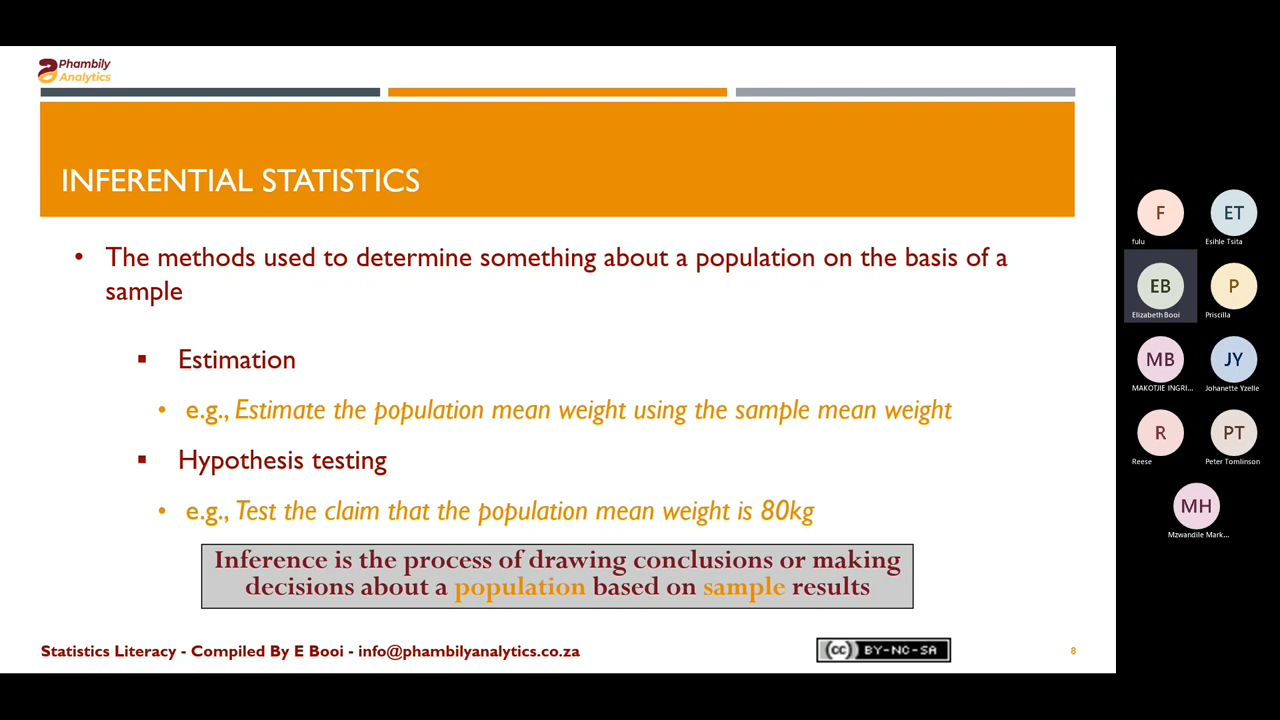 Phambily
Analytics
INFERENTIAL STATISTICS
• The methods used to determine something about a population on the basis of a
sample
▪ Estimation
• e.g., Estimate the population mean weight using the sample mean weight
▪ Hypothesis testing
• e.g., Test the claim that the population mean weight is 80kg
Inference is the process of drawing conclusions or making
decisions about a population based on sample results
Statistics Literacy - Compiled By E Booi - info@phambilyanalytics.co.za
cc BY-NC-SA
8
F
fulu
ET
Esihle Tsita
EB
Elizabeth Booi
P
Priscilla
MB
MAKOTJIE INGRI...
JY
Johanette Yzelle
R
Reese
PT
Peter Tomlinson
MH
Mzwandile Mark...